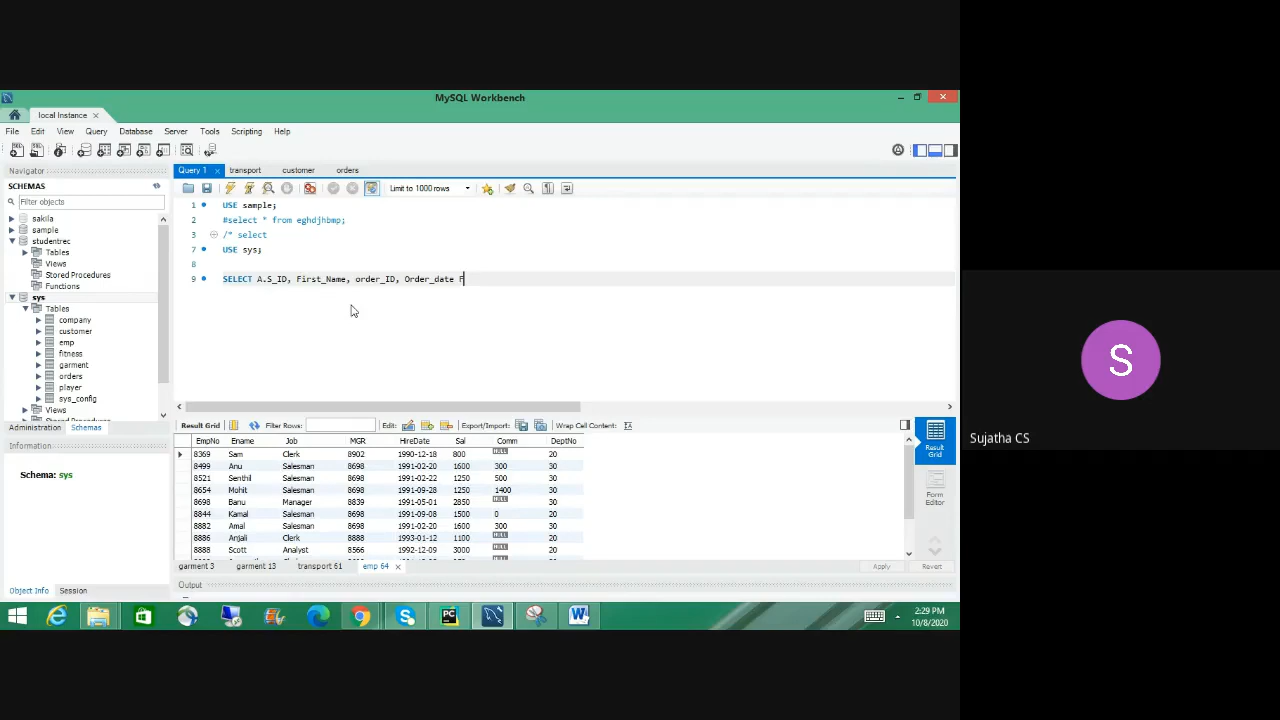 MySQL Workbench
local Instance
File Edit View Query Database Server Tools Scripting Help
Navigator
SCHEMAS
Filter objects
sakila
sample
studentrec
Tables
Views
Stored Procedures
Functions
sys
Tables
company
customer
emp
fitness
garment
orders
player
sys_config
Views
Administration Schemas
Information
Schema: sys
Object Info Session
Query 1 transport customer orders
Limit to 1000 rows
1 USE sample;
2 #select * from eghdjhbmp;
3 /* select
7 USE sys;
8
9 SELECT A.S_ID, First_Name, order_ID, Order_date F
Result Grid Filter Rows: Edit: Export/Import: Wrap Cell Content:
EmpNo Ename Job MGR HireDate Sal Comm DeptNo
8369 Sam Clerk 8902 1990-12-18 800 NULL 20
8499 Anu Salesman 8698 1991-02-20 1600 300 30
8521 Senthil Salesman 8698 1991-02-22 1250 500 30
8654 Mohit Salesman 8698 1991-09-28 1250 1400 30
8698 Banu Manager 8839 1991-05-01 2850 NULL 30
8844 Kamal Salesman 8698 1991-09-08 1500 0 30
8882 Amal Salesman 8698 1991-02-20 1600 300 30
8886 Anjali Clerk 8888 1993-01-12 1100 NULL 20
8888 Scott Analyst 8566 1992-12-09 3000 NULL 20
Result Grid
Form Editor
garment 3 garment 13 transport 61 emp 64 Apply Revert
Output
2:29 PM
10/8/2020
S
Sujatha CS